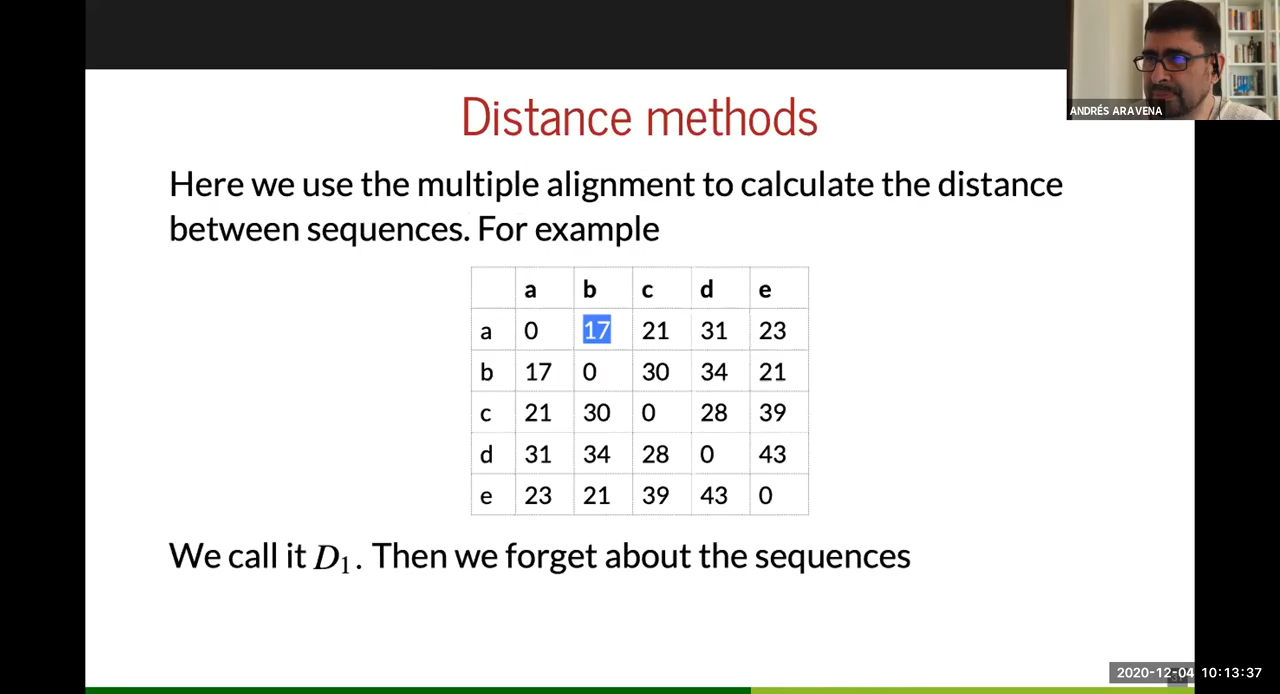 Distance methods
ANDRÉS ARAVENA
Here we use the multiple alignment to calculate the distance
between sequences. For example
a b c d e
a 0 17 21 31 23
b 17 0 30 34 21
c 21 30 0 28 39
d 31 34 28 0 43
e 23 21 39 43 0
We call it D₁. Then we forget about the sequences
2020-12-04 10:13:37